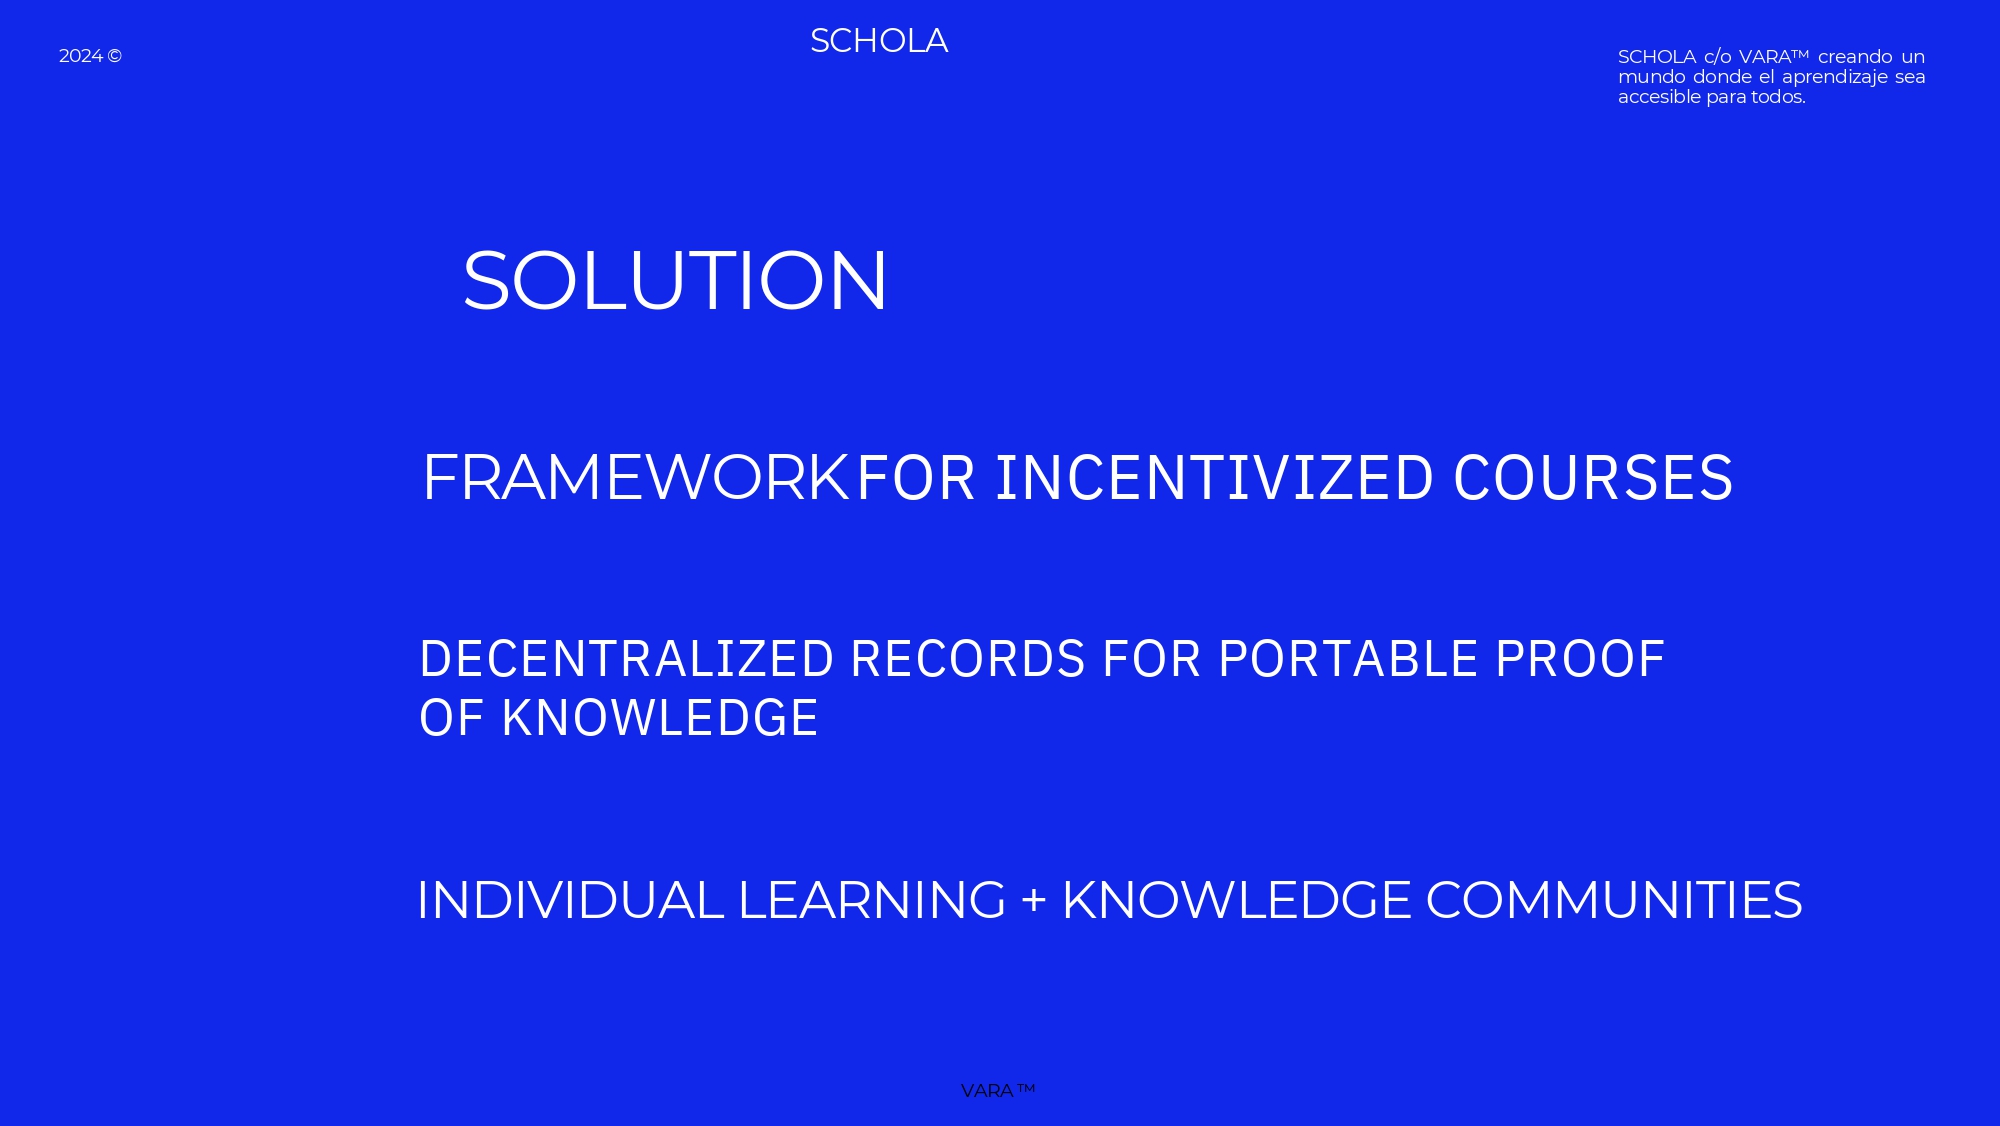 2024 ©
SCHOLA
SCHOLA c/o VARA™ creando un
mundo donde el aprendizaje sea
accesible para todos.
SOLUTION
FRAMEWORK FOR INCENTIVIZED COURSES
DECENTRALIZED RECORDS FOR PORTABLE PROOF
OF KNOWLEDGE
INDIVIDUAL LEARNING + KNOWLEDGE COMMUNITIES
VARA ™